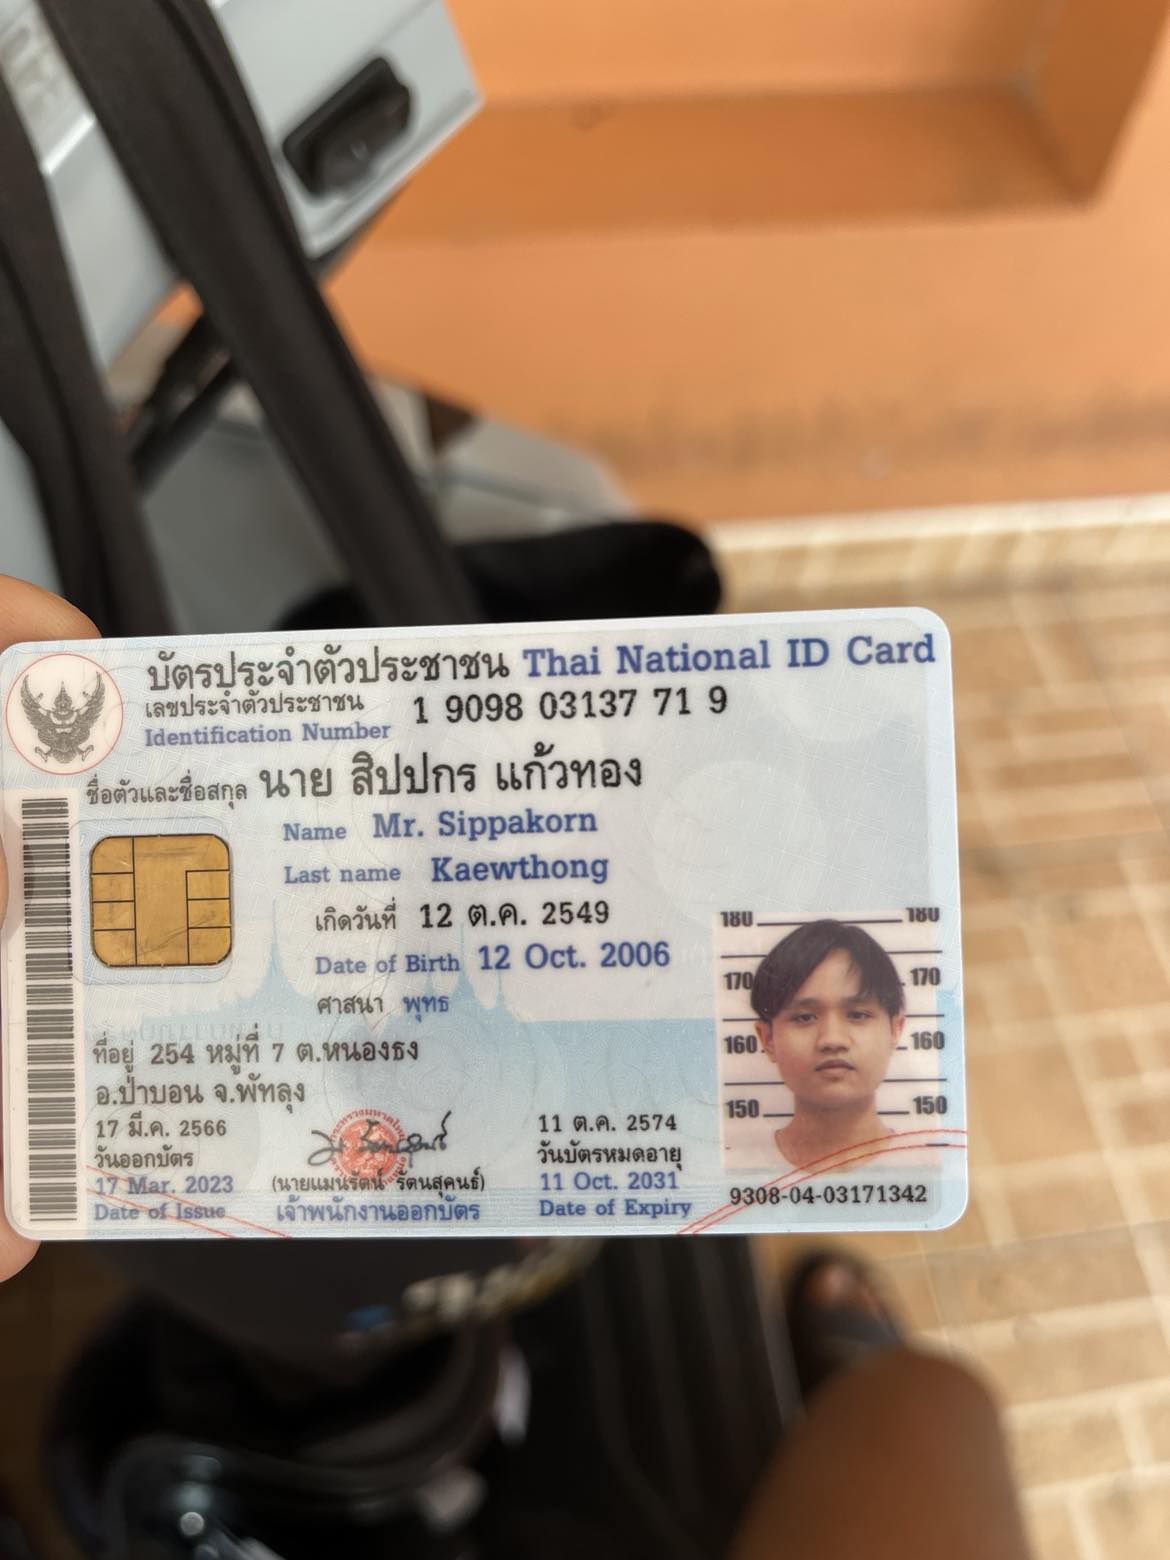 บัตรประจำตัวประชาชน Thai National ID Card
เลขประจำตัวประชาชน 1 9098 03137 71 9
Identification Number
ชื่อตัวและชื่อสกุล นาย สิปปกร แก้วทอง
Name Mr. Sippakorn
Last name Kaewthong
เกิดวันที่ 12 ต.ค. 2549
Date of Birth 12 Oct. 2006
ศาสนา พุทธ
ที่อยู่ 254 หมู่ที่ 7 ต.หนองธง
อ.ป่าบอน จ.พัทลุง
17 มี.ค. 2566
วันออกบัตร
17 Mar. 2023
Date of Issue
(นายแมนรัตน์ รัตนสุคนธ์)
เจ้าพนักงานออกบัตร
11 ต.ค. 2574
วันบัตรหมดอายุ
11 Oct. 2031
Date of Expiry
180 180
170 170
160 160
150 150
9308-04-03171342